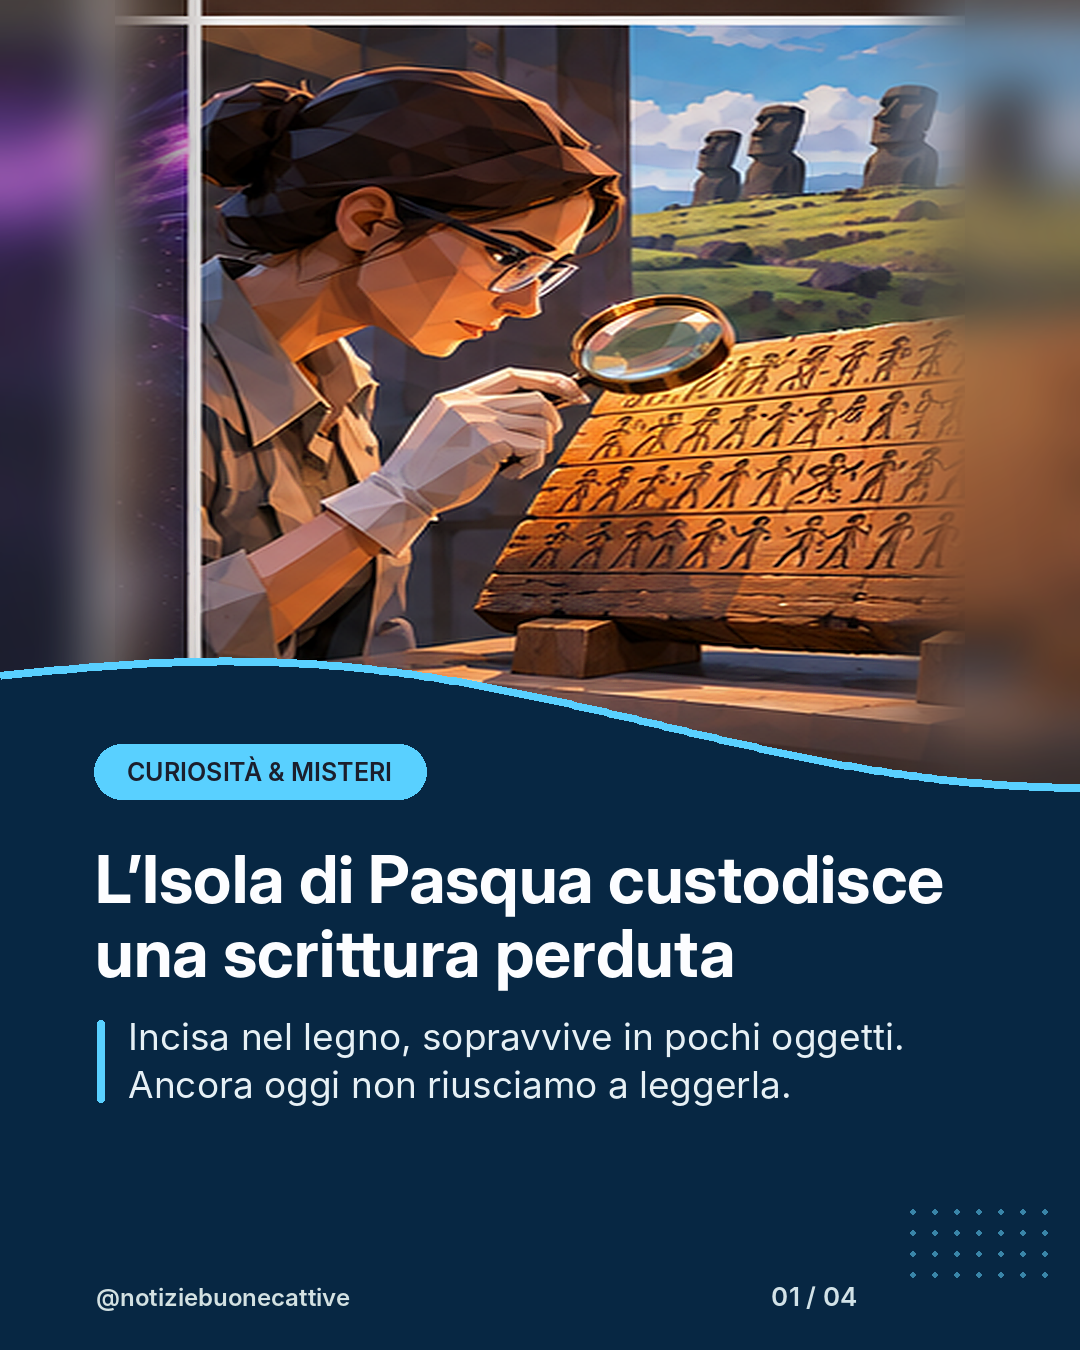 CURIOSITÀ & MISTERI
L'Isola di Pasqua custodisce
una scrittura perduta
Incisa nel legno, sopravvive in pochi oggetti.
Ancora oggi non riusciamo a leggerla.
@notiziebuonecattive
01 / 04